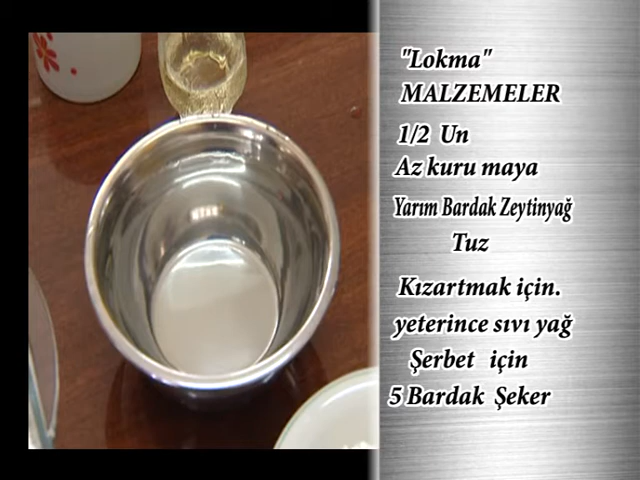 "Lokma"
MALZEMELER
1/2 Un
Az kuru maya
Yarım Bardak Zeytinyağ
Tuz
Kızartmak için.
yeterince sıvı yağ
Şerbet için
5 Bardak Şeker